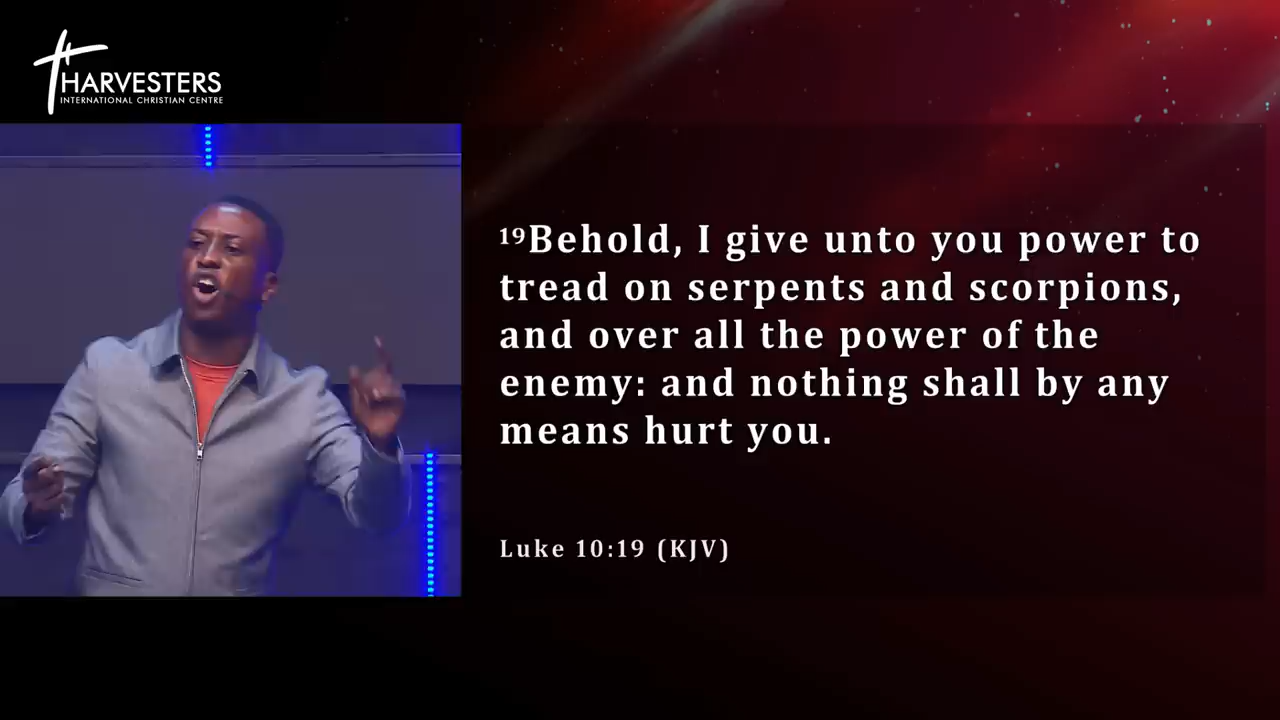 HARVESTERS
INTERNATIONAL CHRISTIAN CENTRE
19Behold, I give unto you power to
tread on serpents and scorpions,
and over all the power of the
enemy: and nothing shall by any
means hurt you.
Luke 10:19 (KJV)